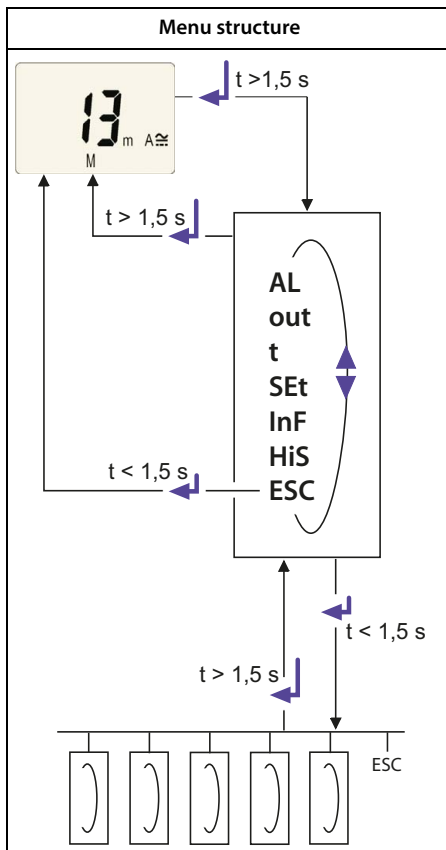 Menu structure
t >1,5 s
13 m A≅
M
t > 1,5 s
AL
out
t
SEt
InF
HiS
t < 1,5 s
ESC
t < 1,5 s
t > 1,5 s
ESC